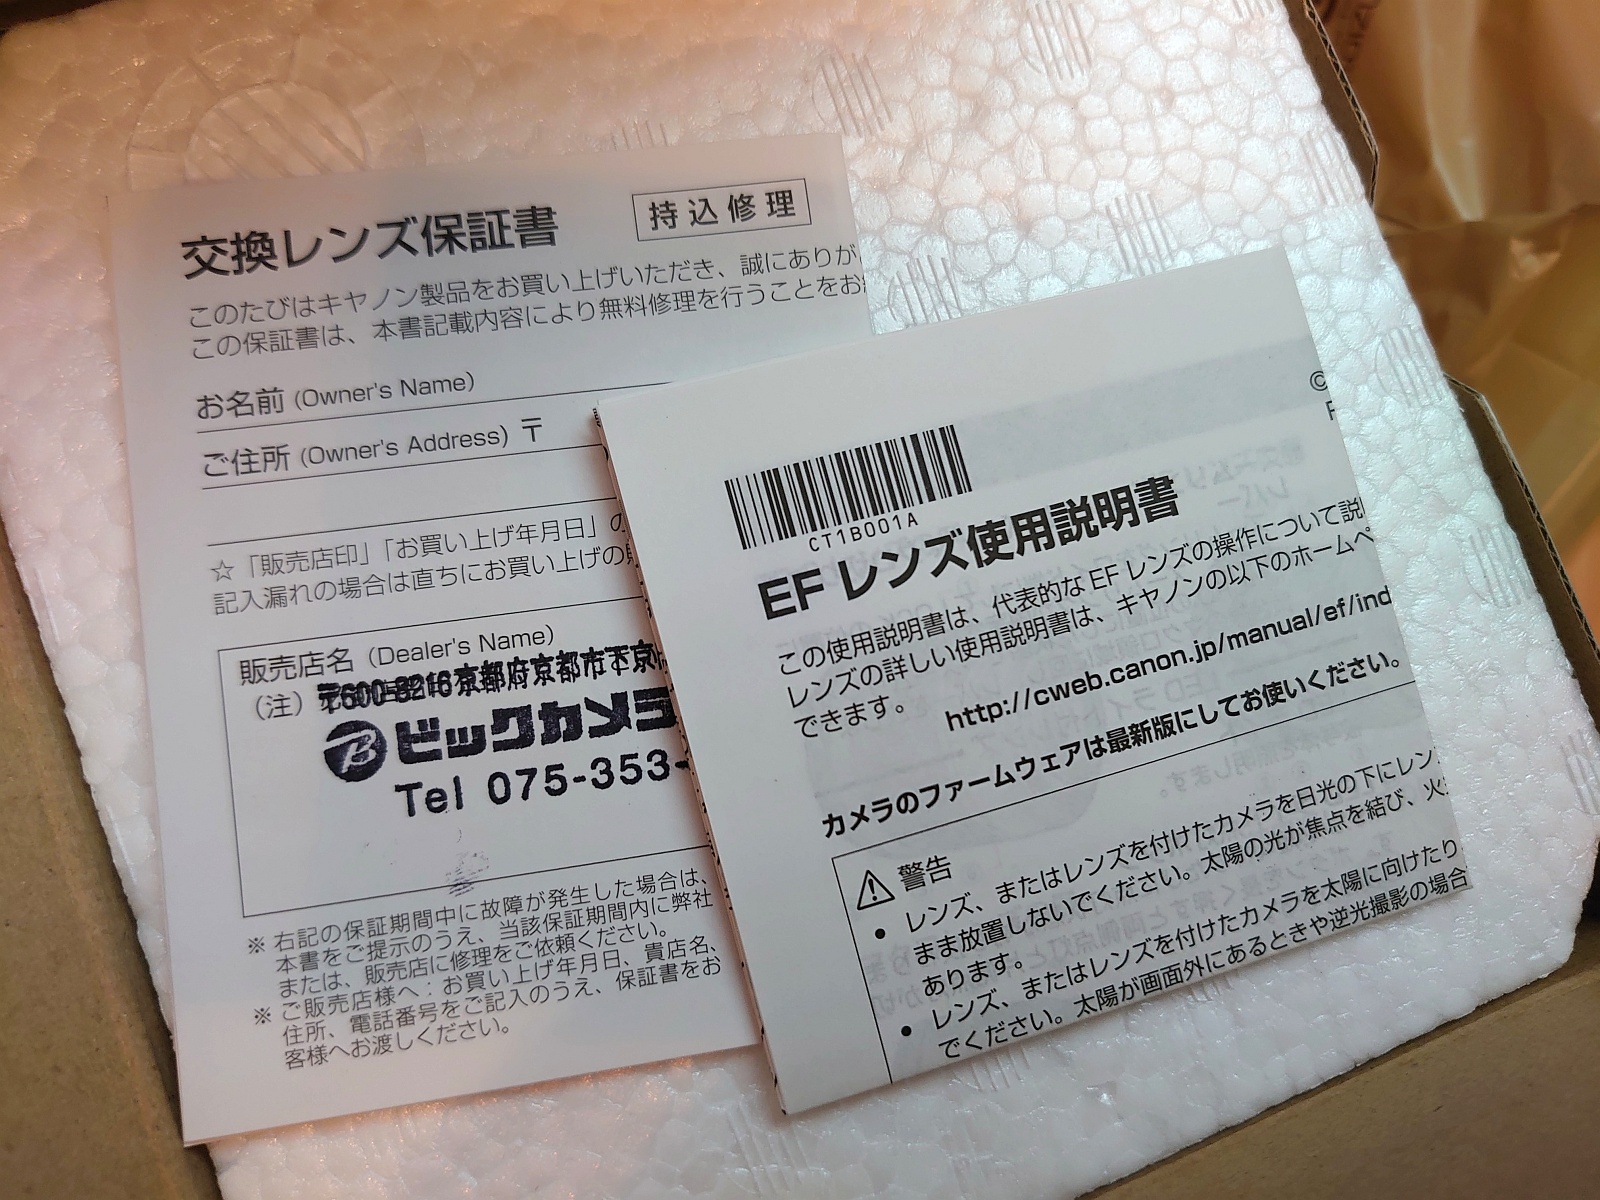 交換レンズ保証書
持込修理
このたびはキヤノン製品をお買い上げいただき、誠にありが
この保証書は、本書記載内容により無料修理を行うことをお
お名前 (Owner's Name)
ご住所 (Owner's Address) 〒
☆「販売店印」「お買い上げ年月日」の
記入漏れの場合は直ちにお買い上げの
販売店名 (Dealer's Name)
(注)
〒600-8216京都府京都市下京
ビックカメラ
Tel 075-353-
※ 右記の保証期間中に故障が発生した場合は、
本書をご提示のうえ、当該保証期間内に弊社
または、販売店に修理をご依頼ください。
※ ご販売店様へ：お買い上げ年月日、貴店名、
住所、電話番号をご記入のうえ、保証書をお
客様へお渡しください。
©
CT1B001A
EF レンズ使用説明書
この使用説明書は、代表的な EF レンズの操作について説
レンズの詳しい使用説明書は、キヤノンの以下のホームペ
できます。
http://cweb.canon.jp/manual/ef/ind
カメラのファームウェアは最新版にしてお使いください。
警告
• レンズ、またはレンズを付けたカメラを日光の下にレン
まま放置しないでください。太陽の光が焦点を結び、火
あります。
• レンズ、またはレンズを付けたカメラを太陽に向けたり
でください。太陽が画面外にあるときや逆光撮影の場合